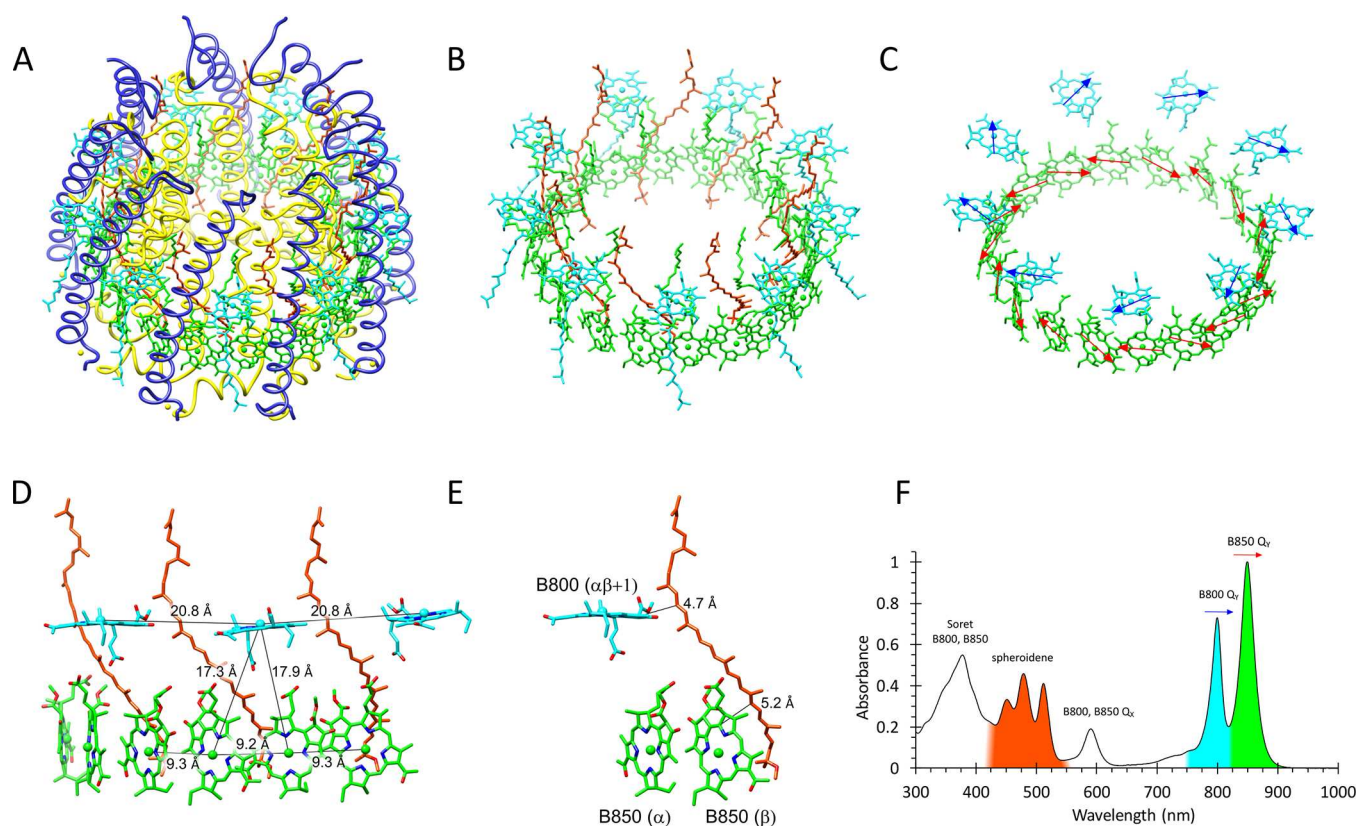 A
B
C
D
20.8 Å
20.8 Å
17.3 Å
17.9 Å
9.2 Å
9.3 Å
9.3 Å
E
B800 (αβ+1)
4.7 Å
5.2 Å
B850 (α)
B850 (β)
F
B850 QY
B800 QY
Soret
B800, B850
spheroidene
B800, B850 QX
Absorbance
1
0.8
0.6
0.4
0.2
0
300 400 500 600 700 800 900 1000
Wavelength (nm)